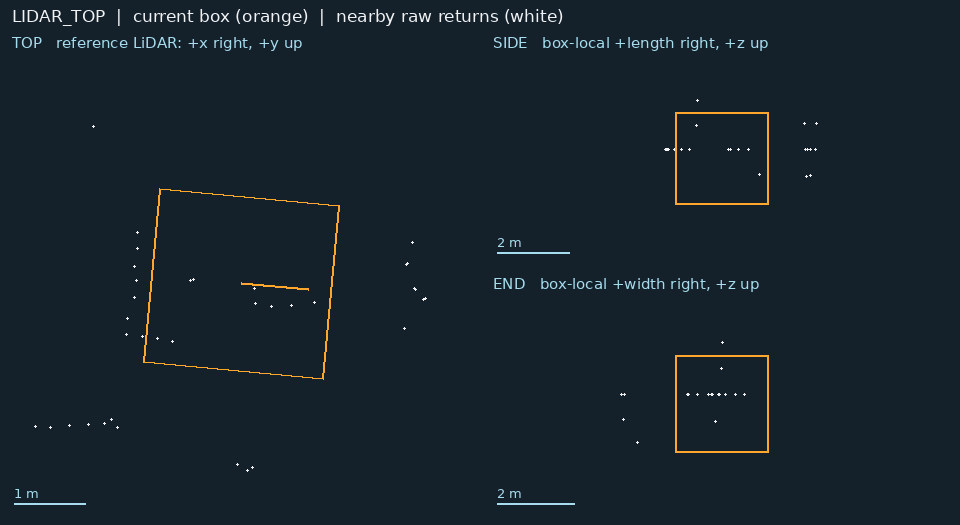 LIDAR_TOP | current box (orange) | nearby raw returns (white)
TOP reference LiDAR: +x right, +y up
SIDE box-local +length right, +z up
2 m
END box-local +width right, +z up
1 m
2 m